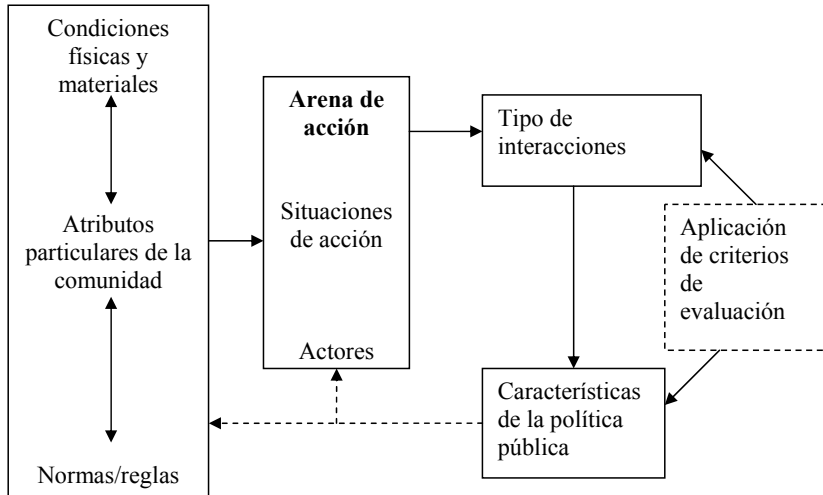 Condiciones
físicas y
materiales
Atributos
particulares de la
comunidad
Normas/reglas
Arena de
acción
Situaciones
de acción
Actores
Tipo de
interacciones
Aplicación
de criterios
de
evaluación
Características
de la política
pública